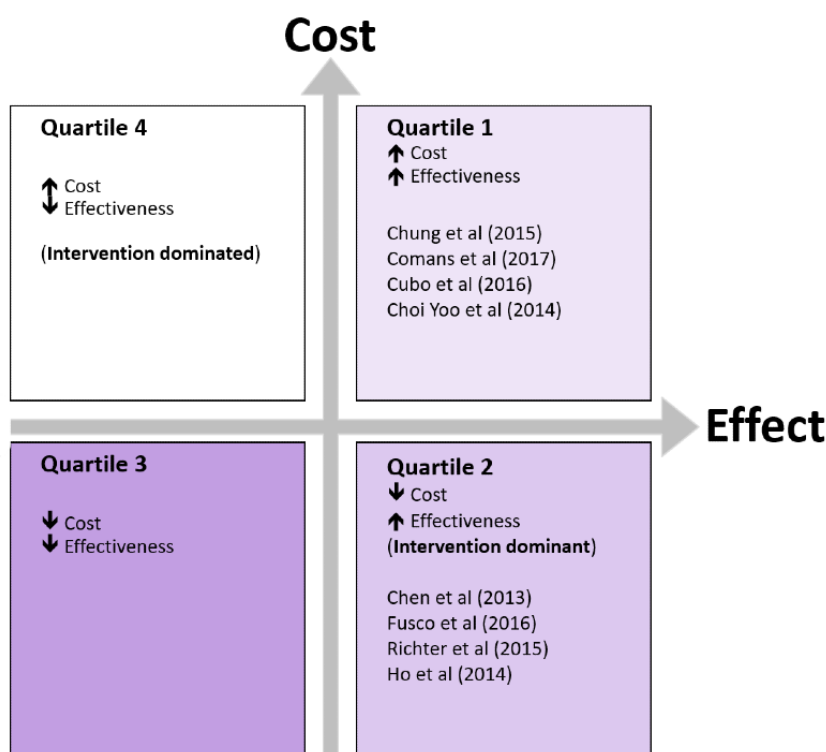 Cost
Quartile 4
↑ Cost
↓ Effectiveness
(Intervention dominated)
Quartile 1
↑ Cost
↑ Effectiveness
Chung et al (2015)
Comans et al (2017)
Cubo et al (2016)
Choi Yoo et al (2014)
Effect
Quartile 3
↓ Cost
↓ Effectiveness
Quartile 2
↓ Cost
↑ Effectiveness
(Intervention dominant)
Chen et al (2013)
Fusco et al (2016)
Richter et al (2015)
Ho et al (2014)